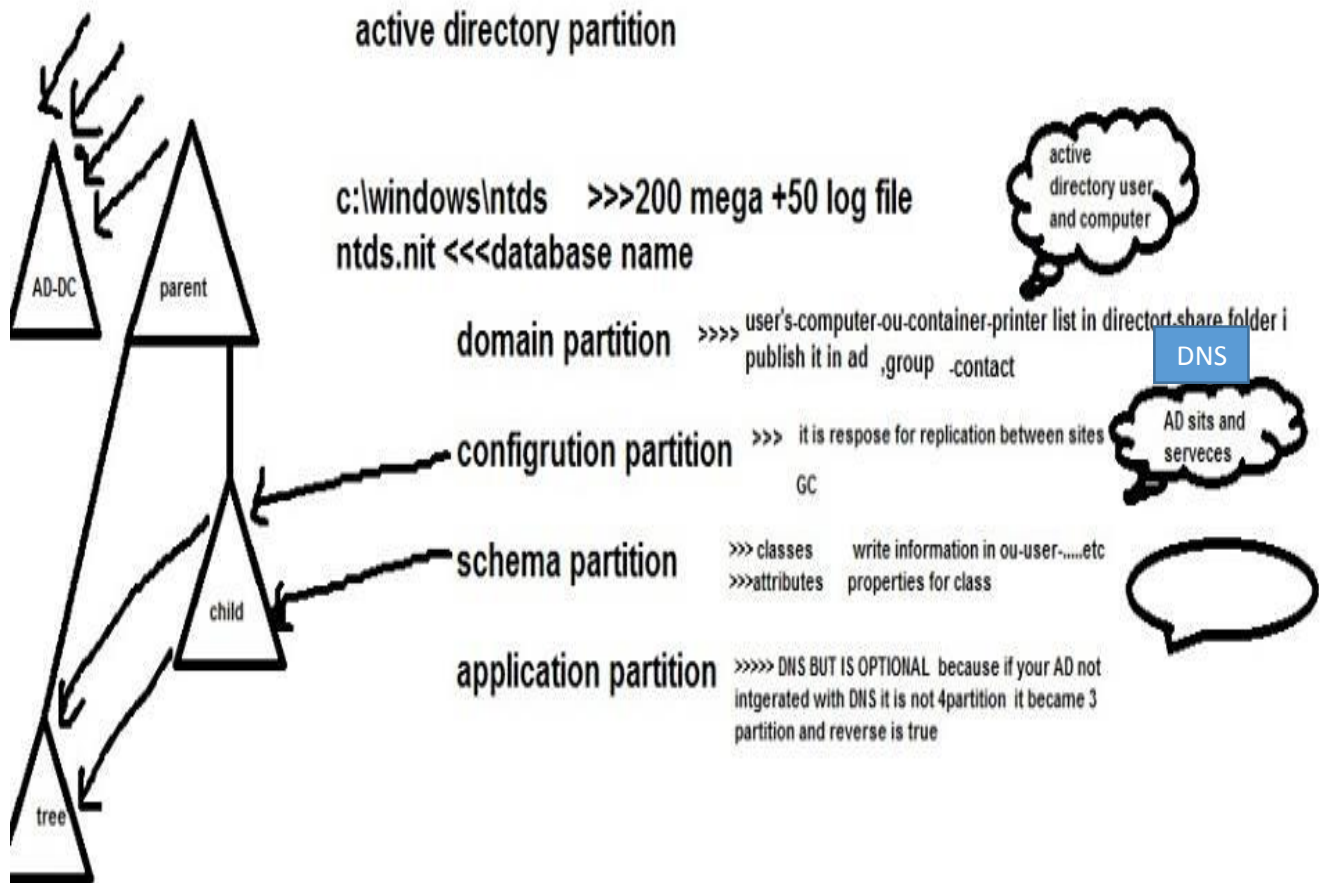 active directory partition
c:\windows\ntds >>>200 mega +50 log file
ntds.nit <<<database name
active
directory user
and computer
AD-DC
parent
domain partition >>>> user's-computer-ou-container-printer list in directort-share folder i
publish it in ad ,group -contact
DNS
configrution partition >>> it is respose for replication between sites
GC
AD sits and
serveces
schema partition >>> classes write information in ou-user-.....etc
>>>attributes properties for class
child
application partition >>>>> DNS BUT IS OPTIONAL because if your AD not
intgerated with DNS it is not 4partition it became 3
partition and reverse is true
tree